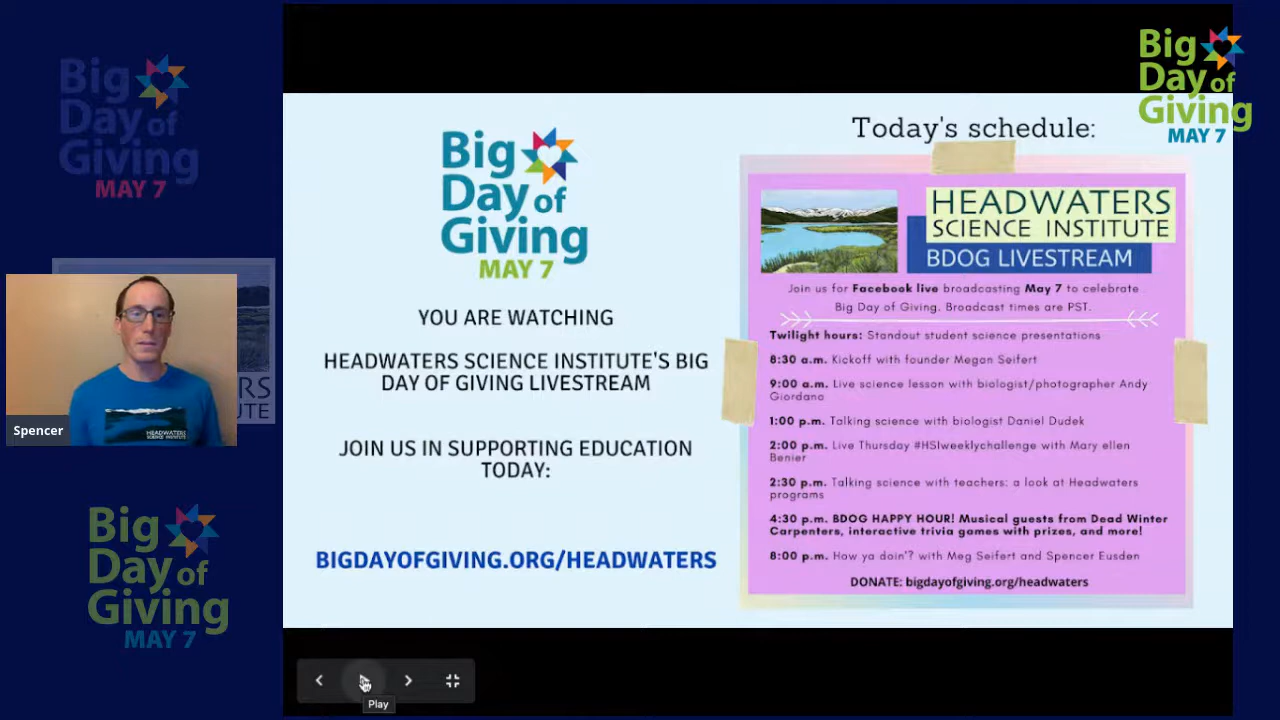 Big
Day of
Giving
MAY 7
Spencer
HEADWATERS
SCIENCE INSTITUTE
Big
Day of
Giving
MAY 7
Big
Day of
Giving
MAY 7
YOU ARE WATCHING
HEADWATERS SCIENCE INSTITUTE'S BIG
DAY OF GIVING LIVESTREAM
JOIN US IN SUPPORTING EDUCATION
TODAY:
BIGDAYOFGIVING.ORG/HEADWATERS
Today's schedule:
HEADWATERS
SCIENCE INSTITUTE
BDOG LIVESTREAM
Join us for Facebook live broadcasting May 7 to celebrate
Big Day of Giving. Broadcast times are PST.
Twilight hours: Standout student science presentations
8:30 a.m. Kickoff with founder Megan Seifert
9:00 a.m. Live science lesson with biologist/photographer Andy
Giordano
1:00 p.m. Talking science with biologist Daniel Dudek
2:00 p.m. Live Thursday #HSIweeklychallenge with Mary ellen
Benier
2:30 p.m. Talking science with teachers: a look at Headwaters
programs
4:30 p.m. BDOG HAPPY HOUR! Musical guests from Dead Winter
Carpenters, interactive trivia games with prizes, and more!
8:00 p.m. How ya doin'? with Meg Seifert and Spencer Eusden
DONATE: bigdayofgiving.org/headwaters
Big
Day of
Giving
MAY 7
Play